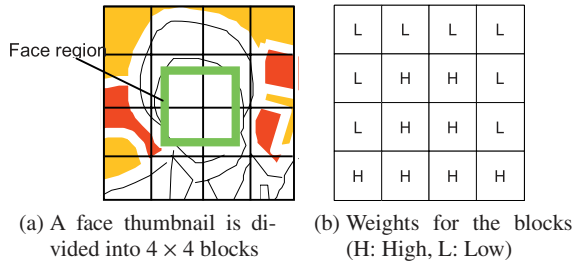 Face region
L L L L
L H H L
L H H L
H H H H
(a) A face thumbnail is di-
vided into 4 × 4 blocks
(b) Weights for the blocks
(H: High, L: Low)